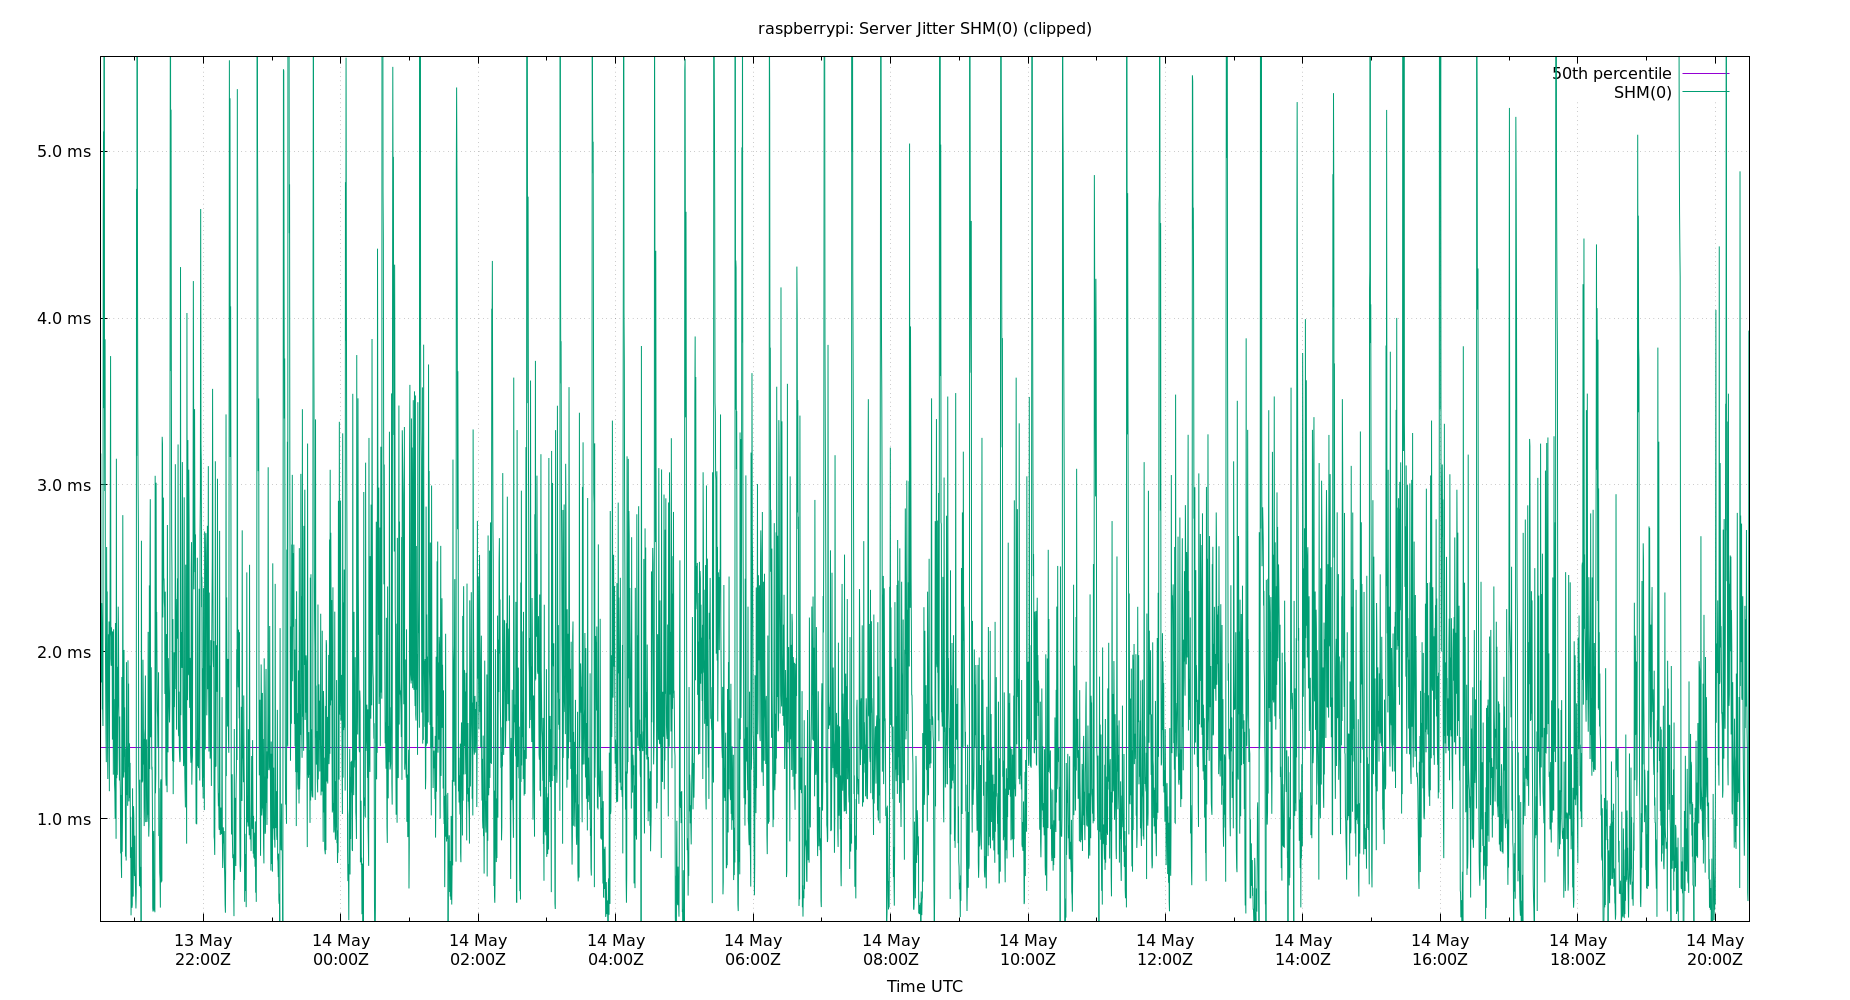 raspberrypi: Server Jitter SHM(0) (clipped)
50th percentile
SHM(0)
5.0 ms
4.0 ms
3.0 ms
2.0 ms
1.0 ms
13 May 14 May 14 May 14 May 14 May 14 May 14 May 14 May 14 May 14 May 14 May 14 May
22:00Z 00:00Z 02:00Z 04:00Z 06:00Z 08:00Z 10:00Z 12:00Z 14:00Z 16:00Z 18:00Z 20:00Z
Time UTC